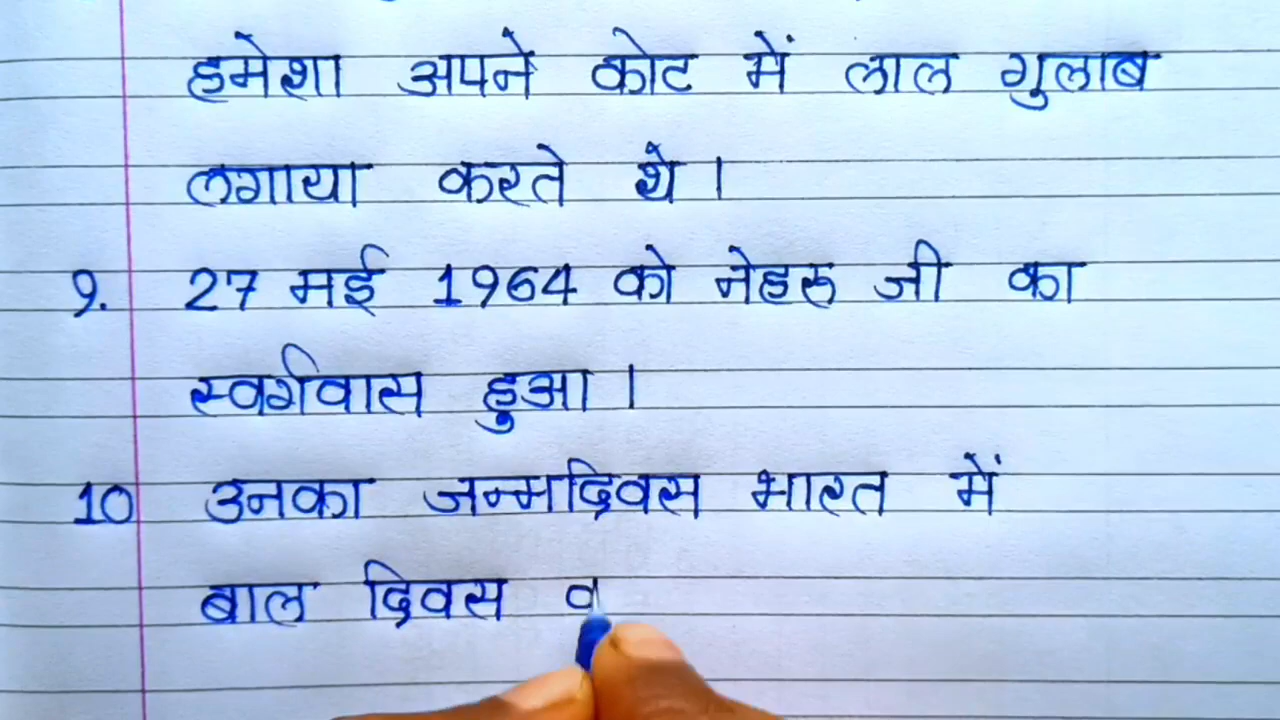 हमेशा अपने कोट में लाल गुलाब
लगाया करते थे।
9. 27 मई 1964 को नेहरू जी का
स्वर्गवास हुआ।
10 उनका जन्मदिवस भारत में
बाल दिवस